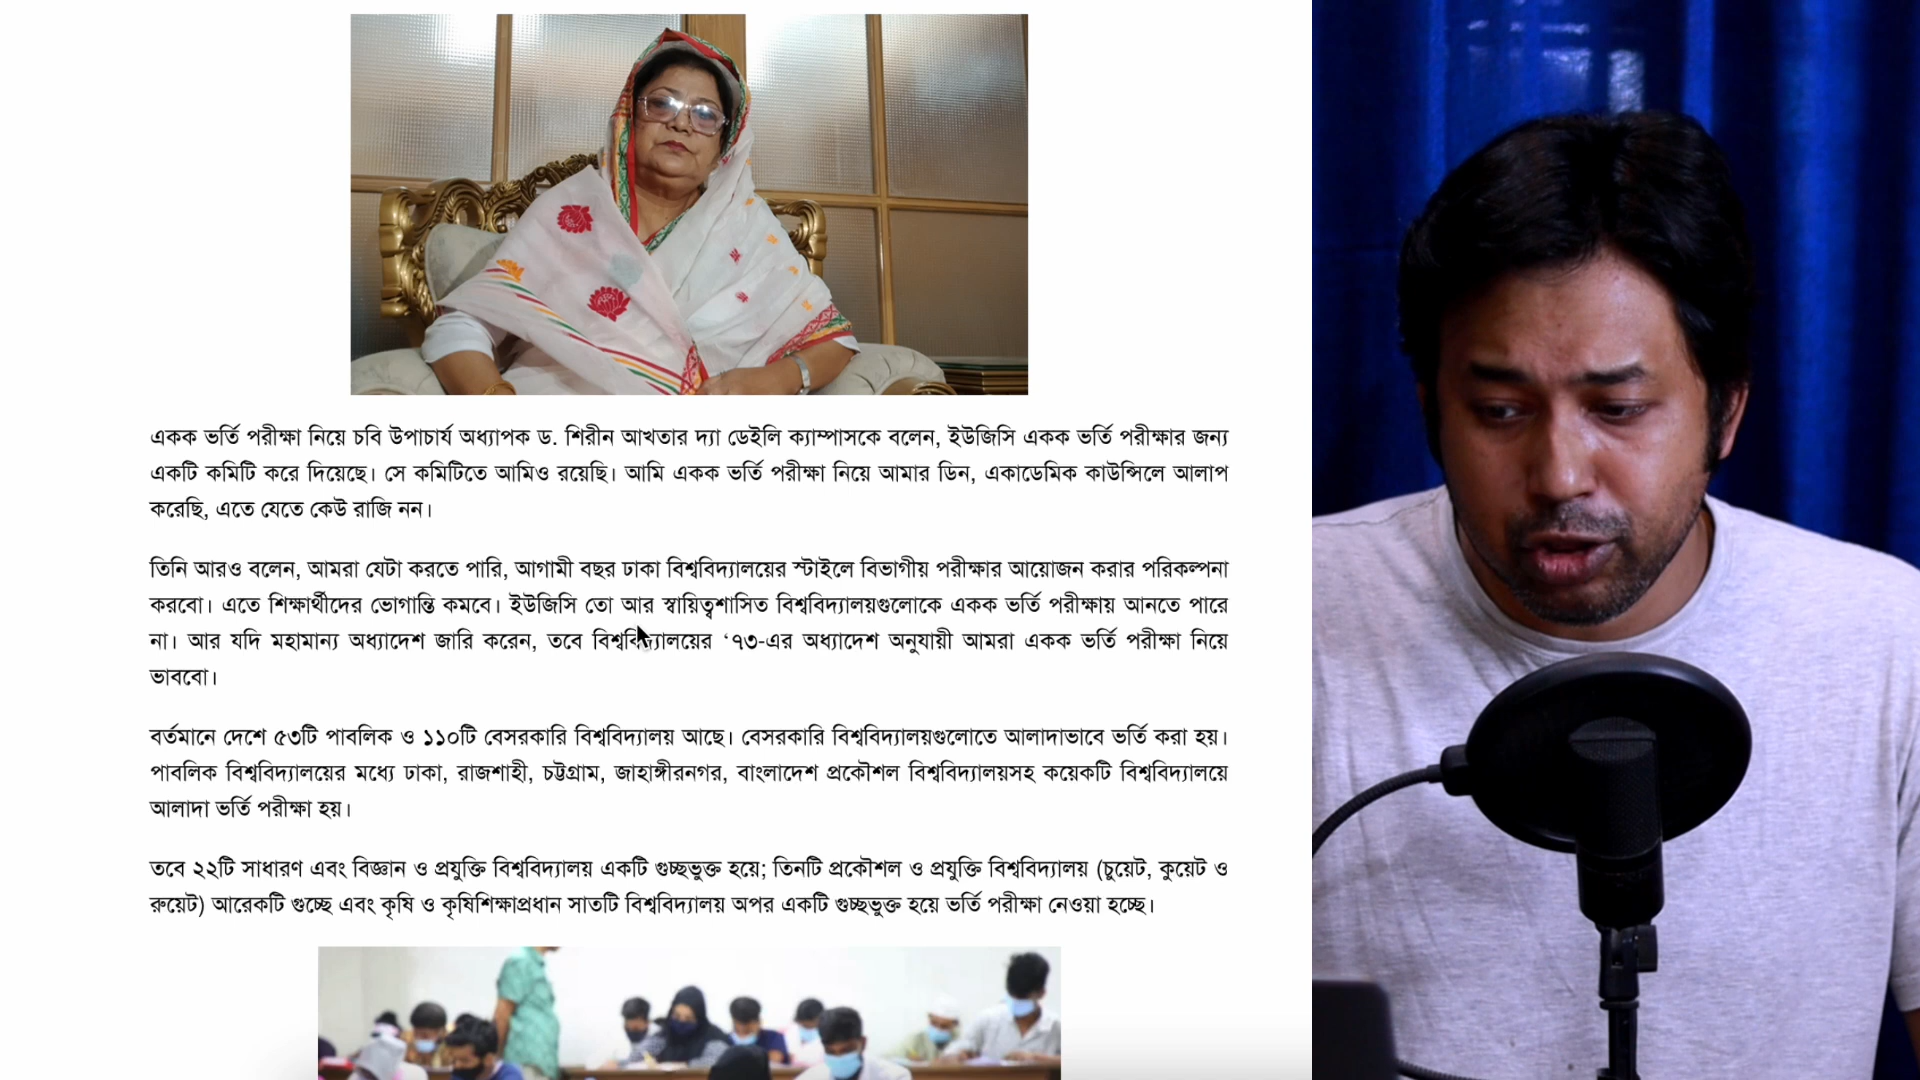 একক ভর্তি পরীক্ষা নিয়ে চবি উপাচার্য অধ্যাপক ড. শিরীন আখতার দ্যা ডেইলি ক্যাম্পাসকে বলেন, ইউজিসি একক ভর্তি পরীক্ষার জন্য
একটি কমিটি করে দিয়েছে। সে কমিটিতে আমিও রয়েছি। আমি একক ভর্তি পরীক্ষা নিয়ে আমার ডিন, একাডেমিক কাউন্সিলে আলাপ
করেছি, এতে যেতে কেউ রাজি নন।
তিনি আরও বলেন, আমরা যেটা করতে পারি, আগামী বছর ঢাকা বিশ্ববিদ্যালয়ের স্টাইলে বিভাগীয় পরীক্ষার আয়োজন করার পরিকল্পনা
করবো। এতে শিক্ষার্থীদের ভোগান্তি কমবে। ইউজিসি তো আর স্বায়িত্বশাসিত বিশ্ববিদ্যালয়গুলোকে একক ভর্তি পরীক্ষায় আনতে পারে
না। আর যদি মহামান্য অধ্যাদেশ জারি করেন, তবে বিশ্ববিদ্যালয়ের ‘৭৩-এর অধ্যাদেশ অনুযায়ী আমরা একক ভর্তি পরীক্ষা নিয়ে
ভাববো।
বর্তমানে দেশে ৫৩টি পাবলিক ও ১১০টি বেসরকারি বিশ্ববিদ্যালয় আছে। বেসরকারি বিশ্ববিদ্যালয়গুলোতে আলাদাভাবে ভর্তি করা হয়।
পাবলিক বিশ্ববিদ্যালয়ের মধ্যে ঢাকা, রাজশাহী, চট্টগ্রাম, জাহাঙ্গীরনগর, বাংলাদেশ প্রকৌশল বিশ্ববিদ্যালয়সহ কয়েকটি বিশ্ববিদ্যালয়ে
আলাদা ভর্তি পরীক্ষা হয়।
তবে ২২টি সাধারণ এবং বিজ্ঞান ও প্রযুক্তি বিশ্ববিদ্যালয় একটি গুচ্ছভুক্ত হয়ে; তিনটি প্রকৌশল ও প্রযুক্তি বিশ্ববিদ্যালয় (চুয়েট, কুয়েট ও
রুয়েট) আরেকটি গুচ্ছে এবং কৃষি ও কৃষিশিক্ষাপ্রধান সাতটি বিশ্ববিদ্যালয় অপর একটি গুচ্ছভুক্ত হয়ে ভর্তি পরীক্ষা নেওয়া হচ্ছে।